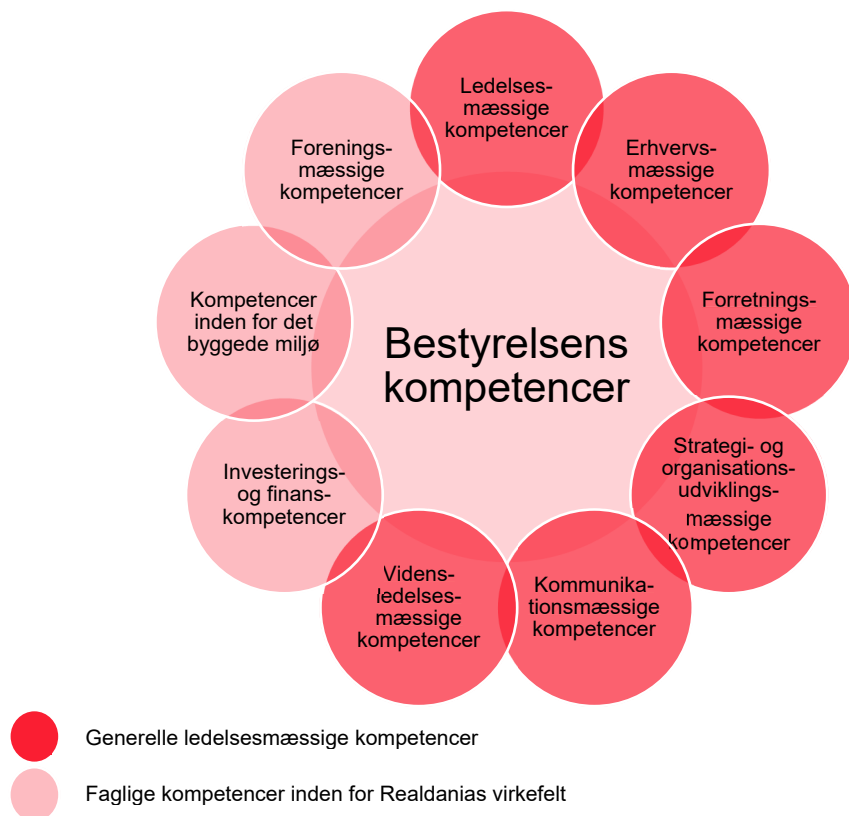 Ledelses-
mæssige
kompetencer
Erhvervs-
mæssige
kompetencer
Forretnings-
mæssige
kompetencer
Strategi- og
organisations-
udviklings-
mæssige
kompetencer
Kommunika-
tionsmæssige
kompetencer
Videns-
ledelses-
mæssige
kompetencer
Investerings-
og finans-
kompetencer
Kompetencer
inden for det
byggede miljø
Forenings-
mæssige
kompetencer
Bestyrelsens
kompetencer
Generelle ledelsesmæssige kompetencer
Faglige kompetencer inden for Realdanias virkefelt